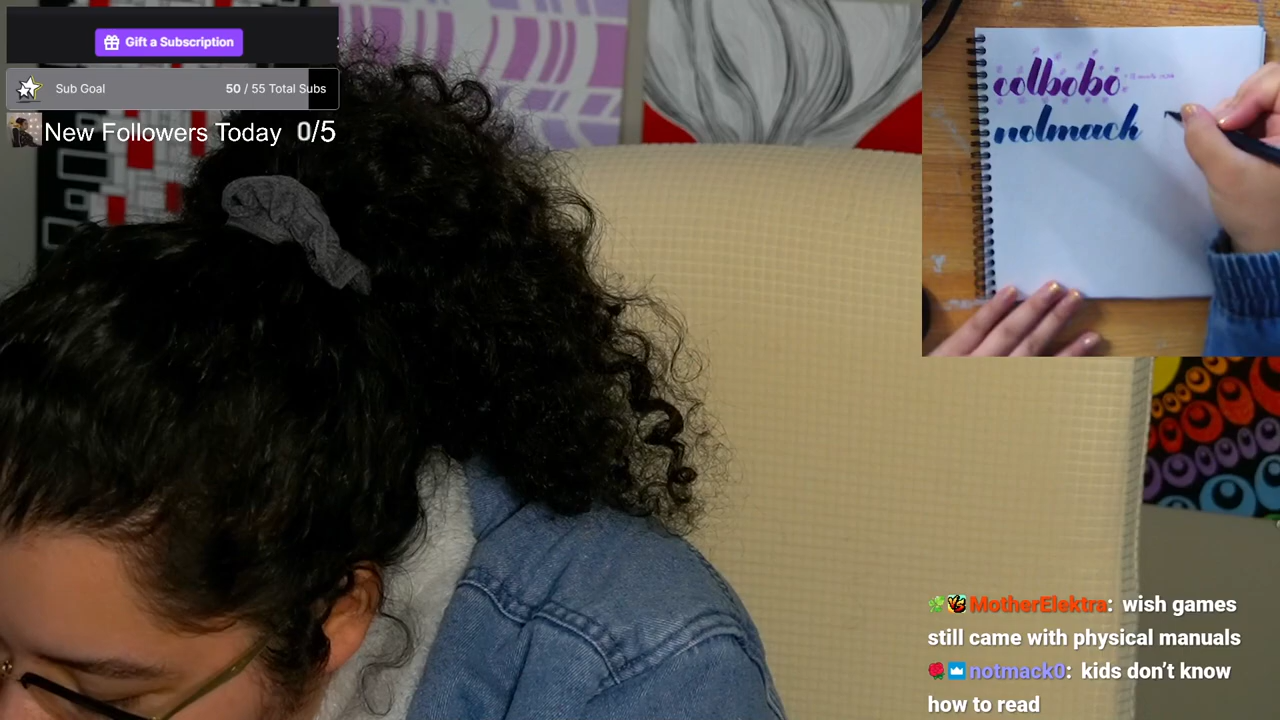 Gift a Subscription
Sub Goal 50 / 55 Total Subs
New Followers Today 0/5
colbobo
notmack
MotherElektra: wish games
still came with physical manuals
notmack0: kids don't know
how to read